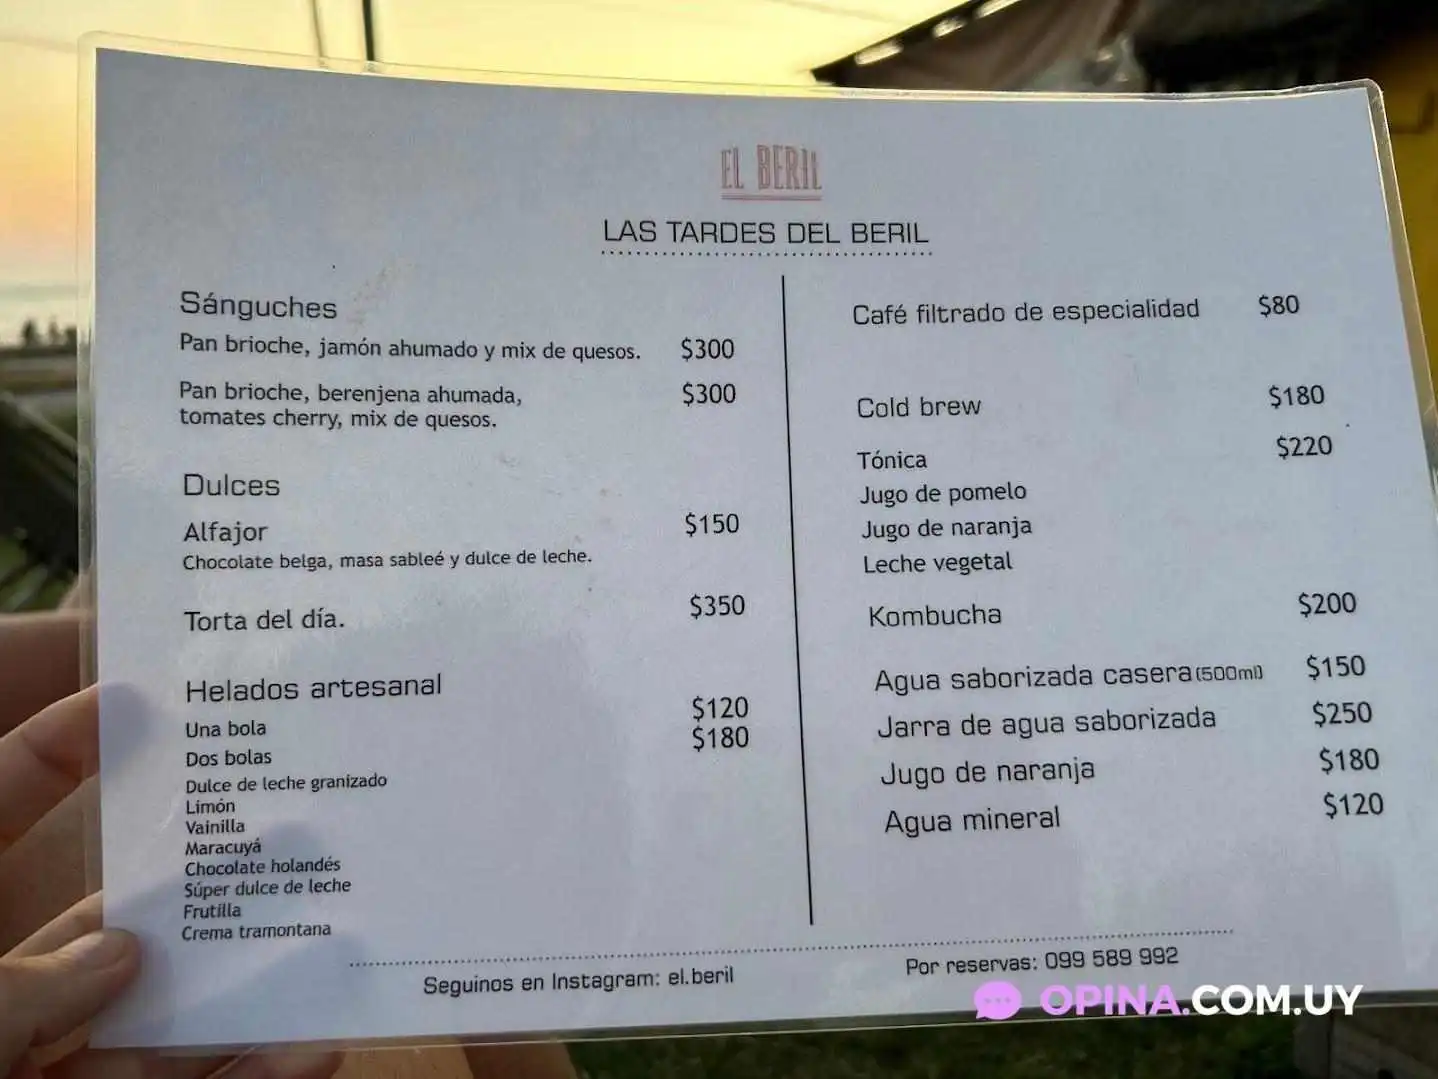 EL BERIL
LAS TARDES DEL BERIL
Sánguches
Pan brioche, jamón ahumado y mix de quesos. $300
Pan brioche, berenjena ahumada, $300
tomates cherry, mix de quesos.
Dulces
Alfajor $150
Chocolate belga, masa sableé y dulce de leche.
Torta del día. $350
Helados artesanal
Una bola $120
Dos bolas $180
Dulce de leche granizado
Limón
Vainilla
Maracuyá
Chocolate holandés
Súper dulce de leche
Frutilla
Crema tramontana
Café filtrado de especialidad $80
Cold brew $180
Tónica $220
Jugo de pomelo
Jugo de naranja
Leche vegetal
Kombucha $200
Agua saborizada casera (500ml) $150
Jarra de agua saborizada $250
Jugo de naranja $180
Agua mineral $120
Seguinos en Instagram: el.beril
Por reservas: 099 589 992
OPINA.COM.UY